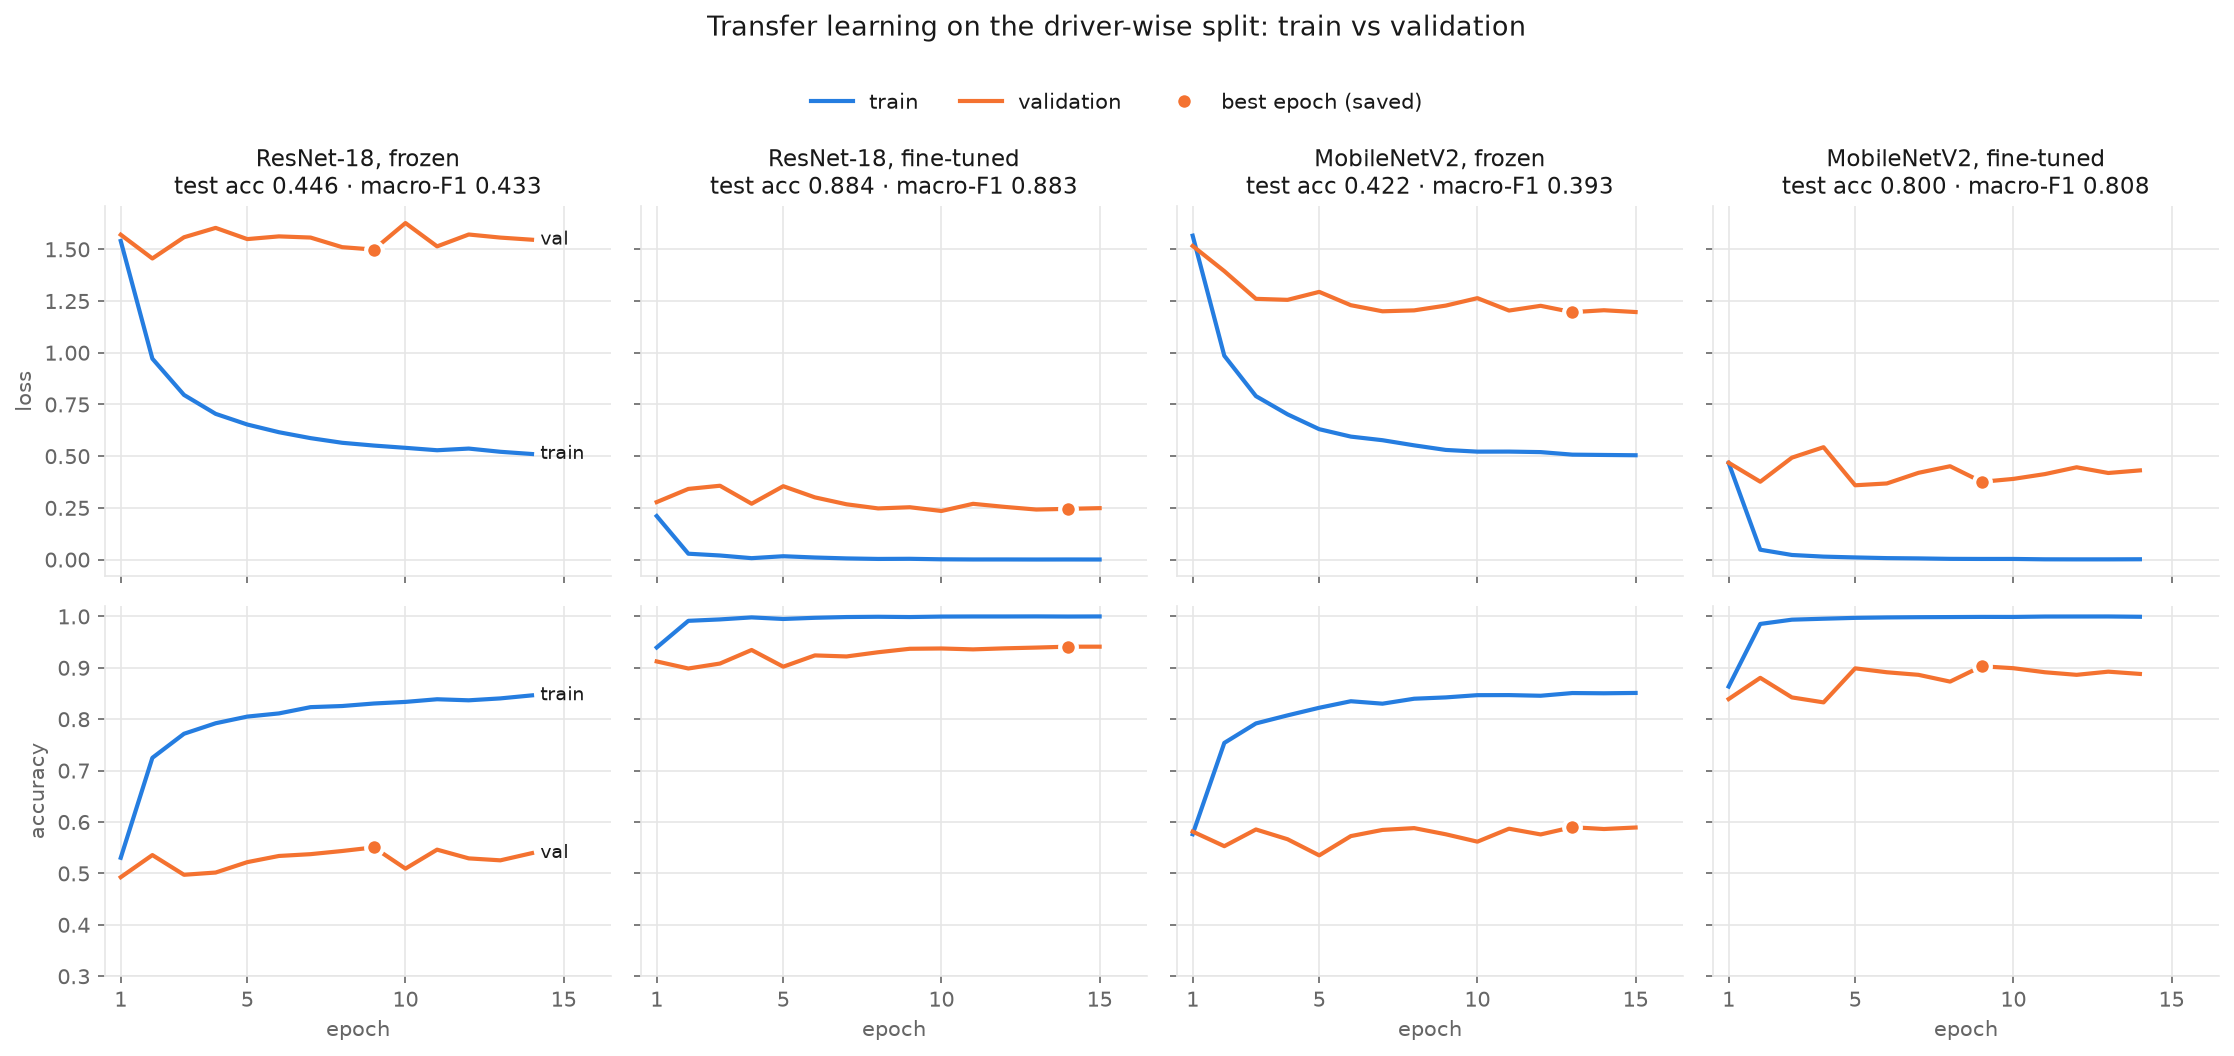 Transfer learning on the driver-wise split: train vs validation
train validation best epoch (saved)
ResNet-18, frozen
test acc 0.446 · macro-F1 0.433
ResNet-18, fine-tuned
test acc 0.884 · macro-F1 0.883
MobileNetV2, frozen
test acc 0.422 · macro-F1 0.393
MobileNetV2, fine-tuned
test acc 0.800 · macro-F1 0.808
loss
1.50
1.25
1.00
0.75
0.50
0.25
0.00
val
train
accuracy
1.0
0.9
0.8
0.7
0.6
0.5
0.4
0.3
train
val
1 5 10 15
epoch
1 5 10 15
epoch
1 5 10 15
epoch
1 5 10 15
epoch